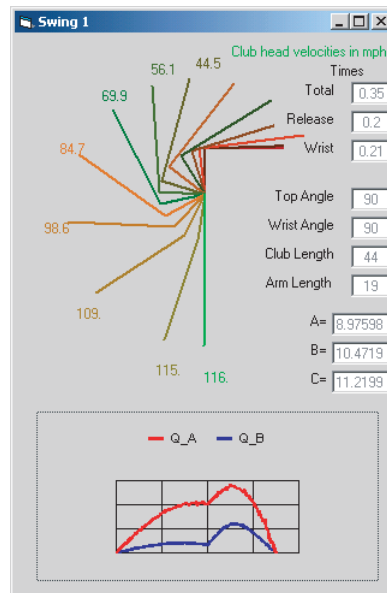 Swing 1
Club head velocities in mph
56.1
44.5
Times
69.9
Total 0.35
Release 0.2
84.7
Wrist 0.21
Top Angle 90
98.6
Wrist Angle 90
Club Length 44
Arm Length 19
109.
A= 8.97598
B= 10.4719
115.
116.
C= 11.2199
Q_A
Q_B